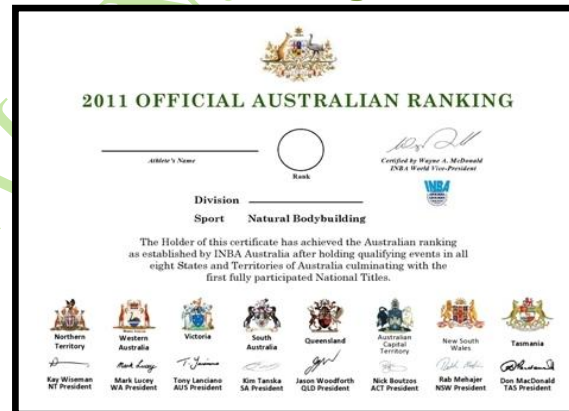 2011 OFFICIAL AUSTRALIAN RANKING
Athlete's Name
Rank
Certified by Wayne A. McDonald
INBA World Vice-President
INBA
Division
Sport Natural Bodybuilding
The Holder of this certificate has achieved the Australian ranking
as established by INBA Australia after holding qualifying events in all
eight States and Territories of Australia culminating with the
first fully participated National Titles.
Northern
Territory
Western
Australia
Victoria
South
Australia
Queensland
Australian
Capital
Territory
New South
Wales
Tasmania
Kay Wiseman
NT President
Mark Lucey
WA President
Tony Lanciano
AUS President
Kim Tanska
SA President
Jason Woodforth
QLD President
Nick Boutzos
ACT President
Rab Mehajer
NSW President
Don MacDonald
TAS President